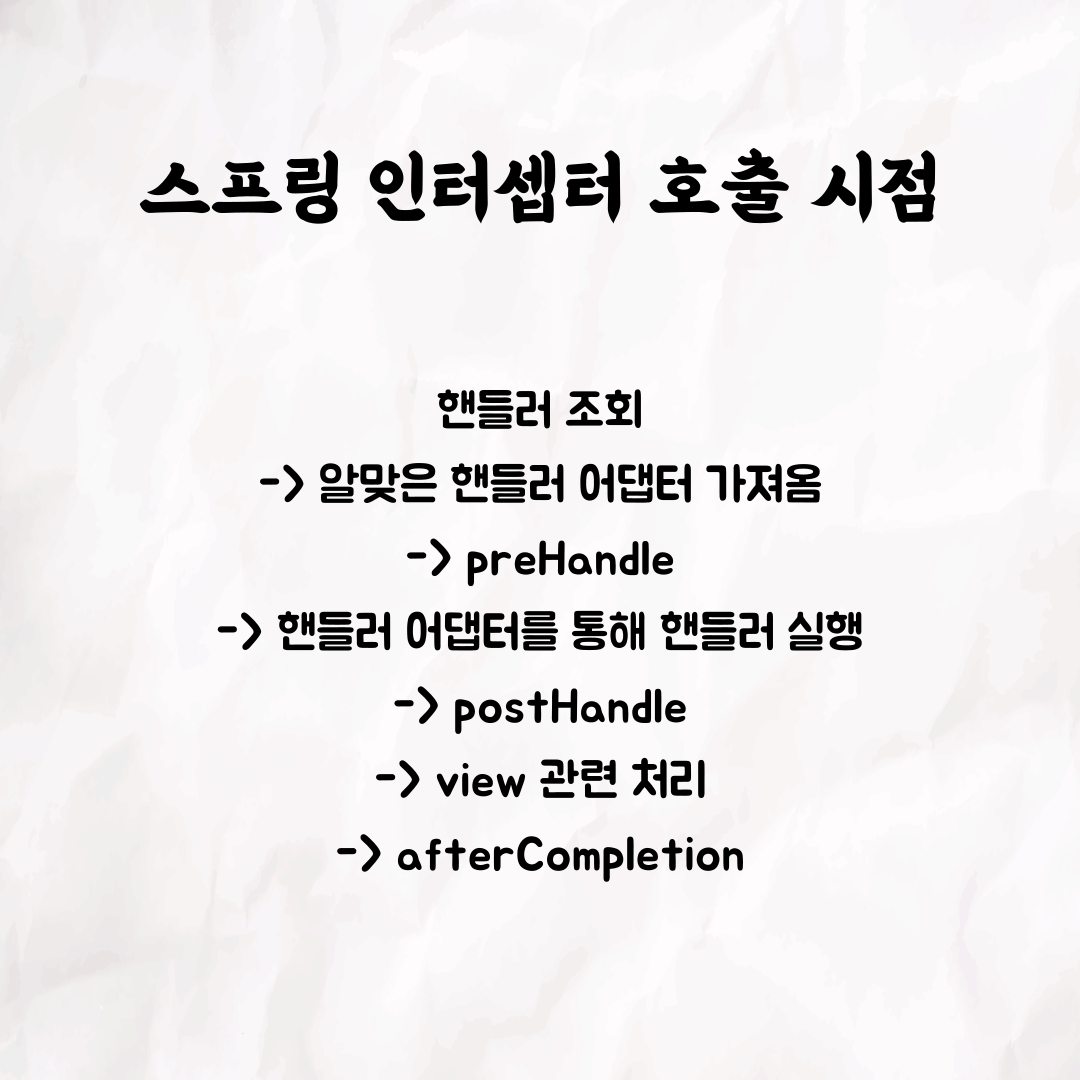 스프링 인터셉터 호출 시점
핸들러 조회
-> 알맞은 핸들러 어댑터 가져옴
-> preHandle
-> 핸들러 어댑터를 통해 핸들러 실행
-> postHandle
-> view 관련 처리
-> afterCompletion